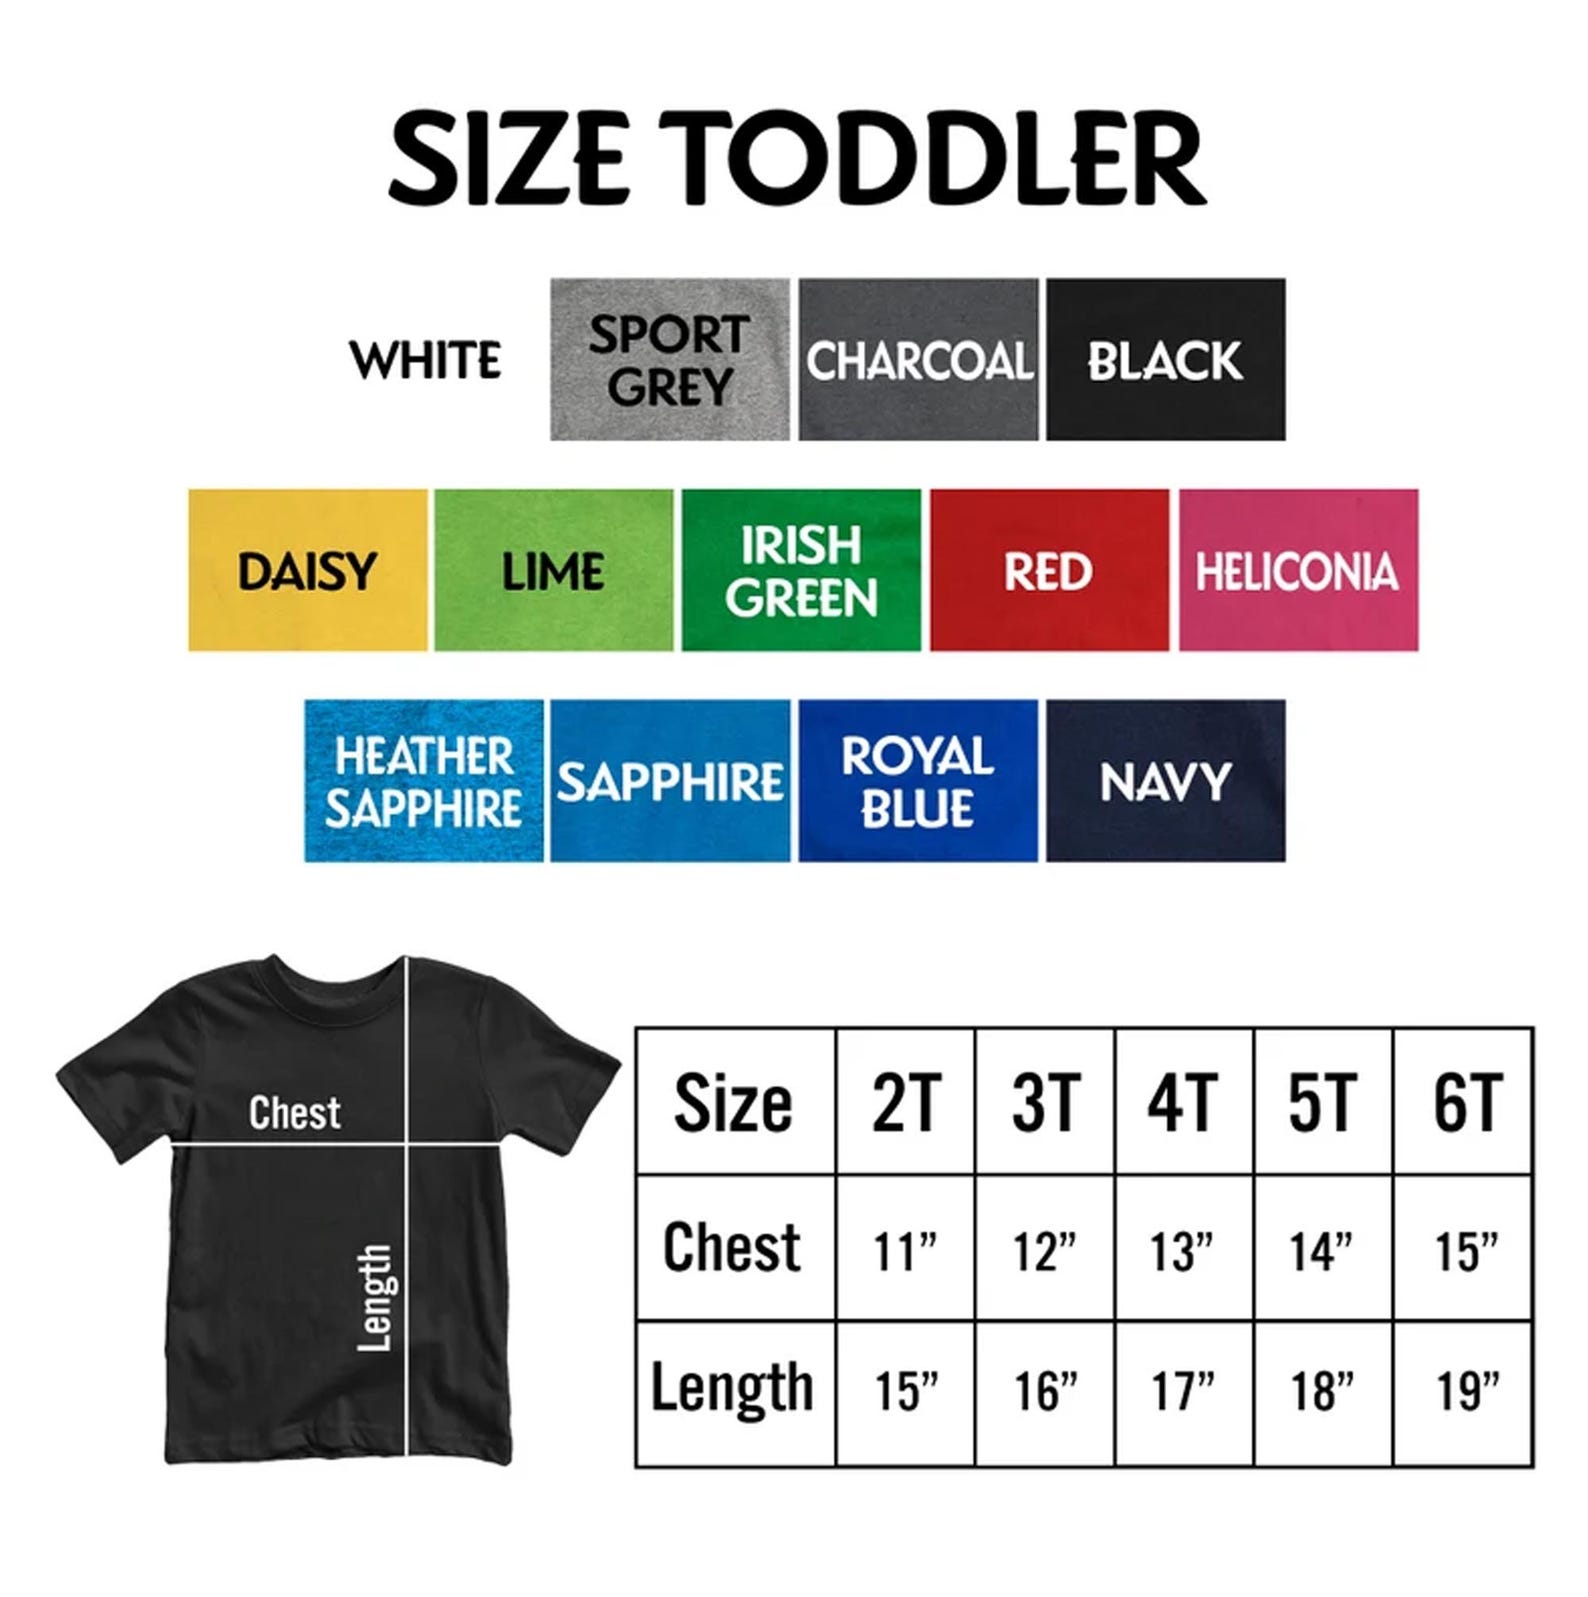 SIZE TODDLER
WHITE
SPORT
GREY
CHARCOAL
BLACK
DAISY
LIME
IRISH
GREEN
RED
HELICONIA
HEATHER
SAPPHIRE
SAPPHIRE
ROYAL
BLUE
NAVY
Chest
Length
Size 2T 3T 4T 5T 6T
Chest 11” 12” 13” 14” 15”
Length 15” 16” 17” 18” 19”